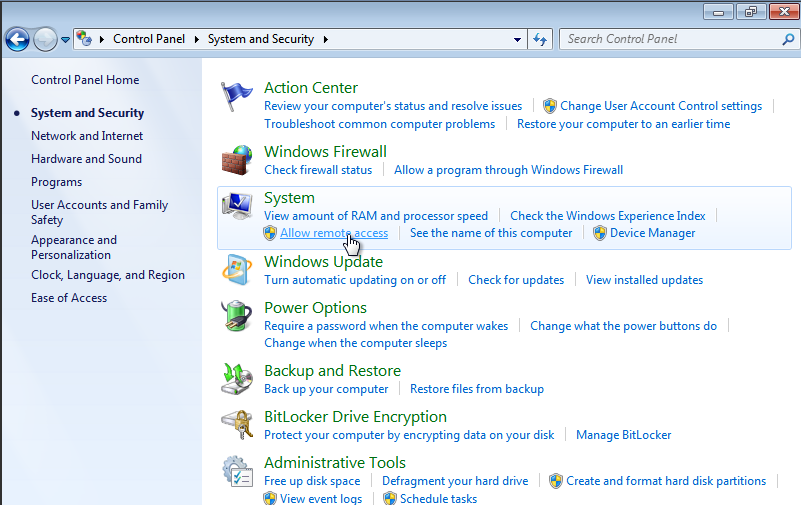 Control Panel System and Security Search Control Panel
Control Panel Home
System and Security
Network and Internet
Hardware and Sound
Programs
User Accounts and Family
Safety
Appearance and
Personalization
Clock, Language, and Region
Ease of Access
Action Center
Review your computer's status and resolve issues Change User Account Control settings
Troubleshoot common computer problems Restore your computer to an earlier time
Windows Firewall
Check firewall status Allow a program through Windows Firewall
System
View amount of RAM and processor speed Check the Windows Experience Index
Allow remote access See the name of this computer Device Manager
Windows Update
Turn automatic updating on or off Check for updates View installed updates
Power Options
Require a password when the computer wakes Change what the power buttons do
Change when the computer sleeps
Backup and Restore
Back up your computer Restore files from backup
BitLocker Drive Encryption
Protect your computer by encrypting data on your disk Manage BitLocker
Administrative Tools
Free up disk space Defragment your hard drive Create and format hard disk partitions
View event logs Schedule tasks